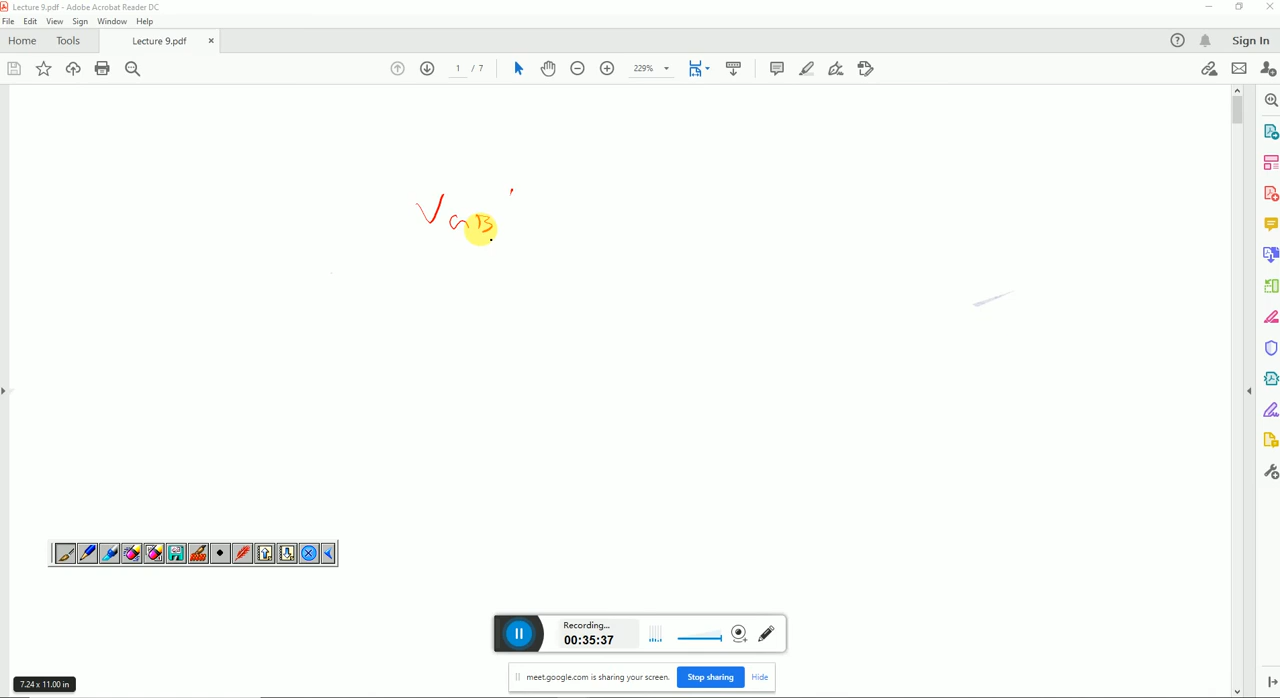 Lecture 9.pdf - Adobe Acrobat Reader DC
File Edit View Sign Window Help
Home Tools Lecture 9.pdf × Sign In
1 / 7 229%
7.24 x 11.00 in
Recording...
00:35:37
meet.google.com is sharing your screen. Stop sharing Hide